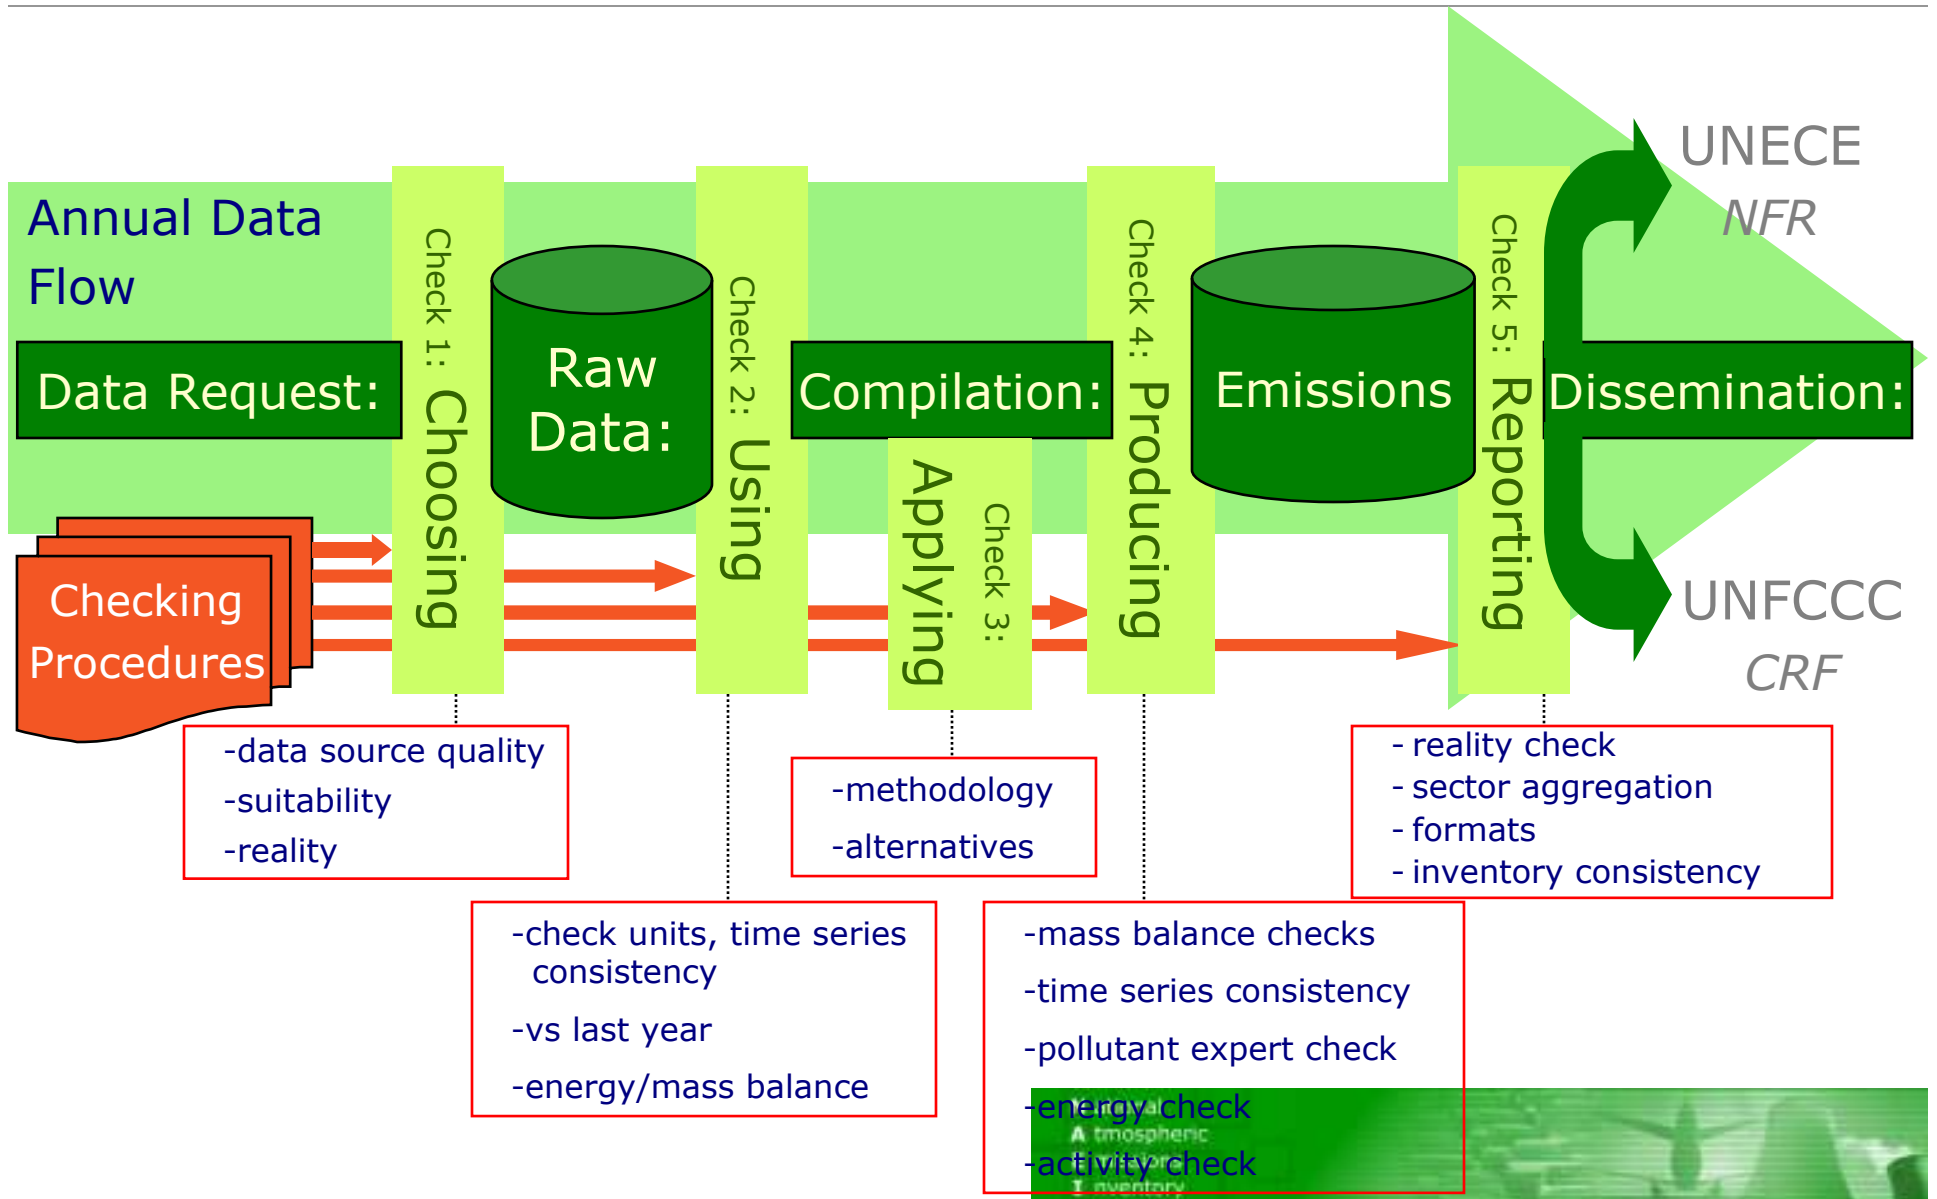 Annual Data
Flow
Data Request:
Check 1: Choosing
Raw
Data:
Check 2: Using
Compilation:
Applying
Check 3:
Check 4: Producing
Emissions
Check 5: Reporting
Dissemination:
UNECE
NFR
UNFCCC
CRF
Checking
Procedures
-data source quality
-suitability
-reality
-check units, time series
consistency
-vs last year
-energy/mass balance
-methodology
-alternatives
-mass balance checks
-time series consistency
-pollutant expert check
-energy check
-activity check
- reality check
- sector aggregation
- formats
- inventory consistency
A tmospheric
I nventory